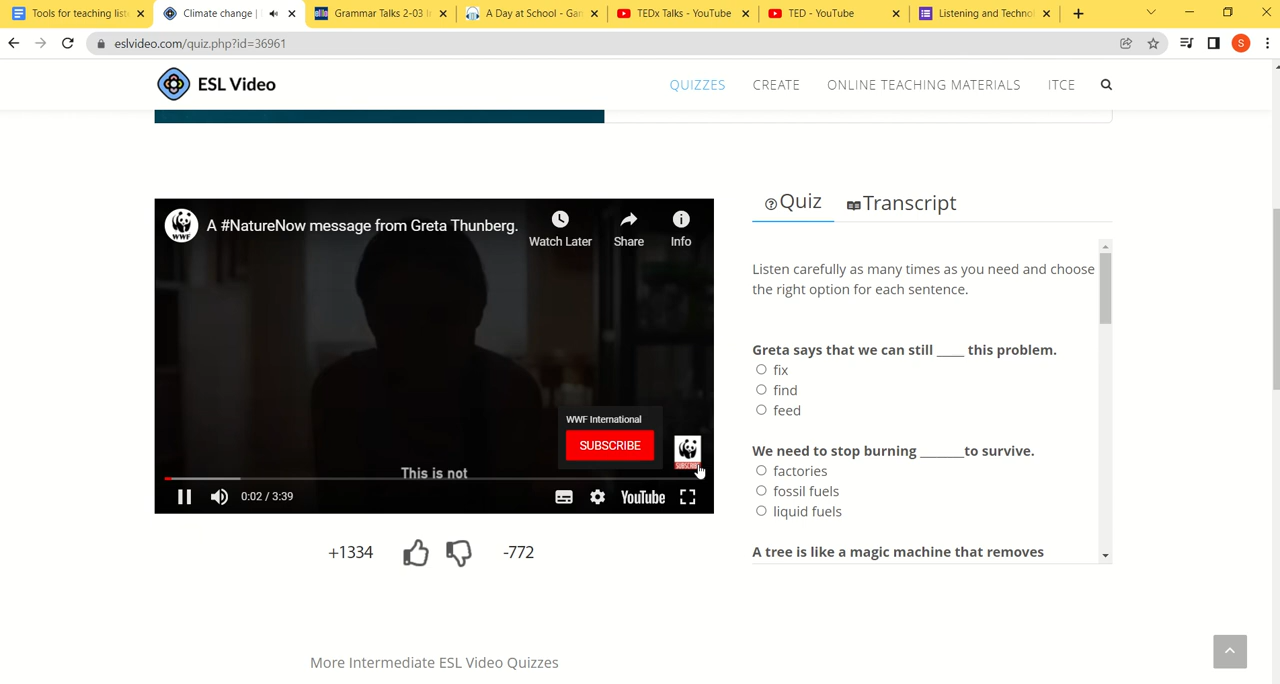 Tools for teaching liste
Climate change |
Grammar Talks 2-03 I
A Day at School - Gam
TEDx Talks - YouTube
TED - YouTube
Listening and Techno
eslvideo.com/quiz.php?id=36961
S
ESL Video
QUIZZES
CREATE
ONLINE TEACHING MATERIALS
ITCE
WWF
A #NatureNow message from Greta Thunberg.
Watch Later
Share
Info
WWF International
SUBSCRIBE
SUBSCRIBE
This is not
0:02 / 3:39
YouTube
Quiz
Transcript
Listen carefully as many times as you need and choose
the right option for each sentence.
Greta says that we can still ____ this problem.
fix
find
feed
We need to stop burning _______to survive.
factories
fossil fuels
liquid fuels
A tree is like a magic machine that removes
+1334
-772
More Intermediate ESL Video Quizzes